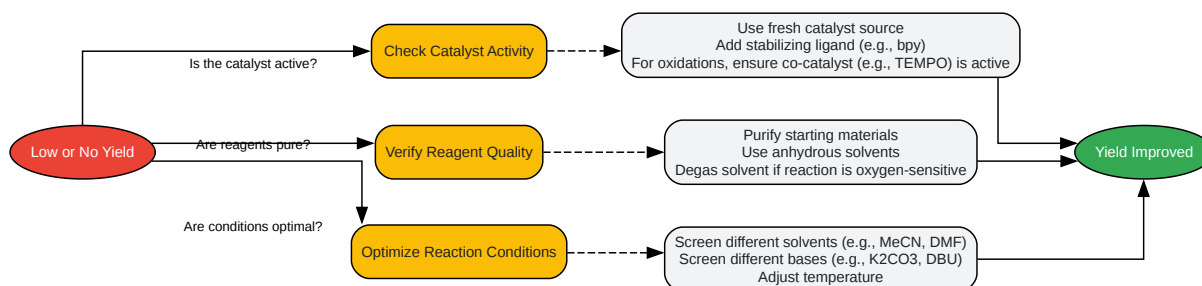 Low or No Yield
Is the catalyst active?
Check Catalyst Activity
Use fresh catalyst source
Add stabilizing ligand (e.g., bpy)
For oxidations, ensure co-catalyst (e.g., TEMPO) is active
Are reagents pure?
Verify Reagent Quality
Purify starting materials
Use anhydrous solvents
Degas solvent if reaction is oxygen-sensitive
Are conditions optimal?
Optimize Reaction Conditions
Screen different solvents (e.g., MeCN, DMF)
Screen different bases (e.g., K2CO3, DBU)
Adjust temperature
Yield Improved